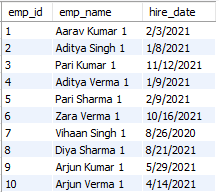 emp_id emp_name hire_date
1 Aarav Kumar 1 2/3/2021
2 Aditya Singh 1 1/8/2021
3 Pari Kumar 1 11/12/2021
4 Aditya Verma 1 1/9/2021
5 Pari Sharma 1 2/9/2021
6 Zara Verma 1 10/16/2021
7 Vihaan Singh 1 8/26/2020
8 Diya Sharma 1 8/21/2021
9 Arjun Kumar 1 5/29/2021
10 Arjun Verma 1 4/14/2021